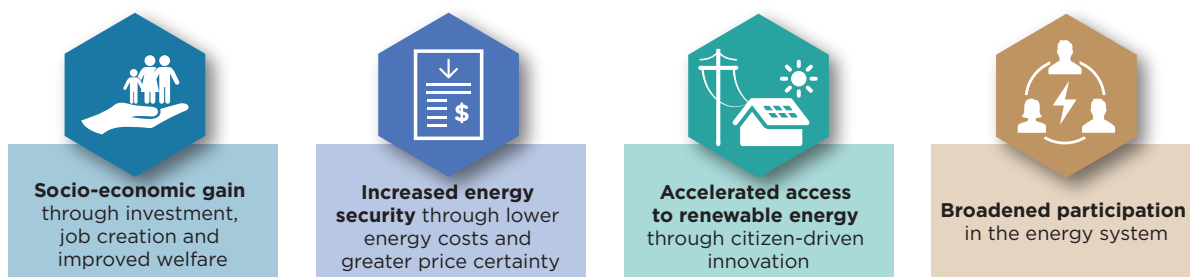 $
Socio-economic gain
through investment,
job creation and
improved welfare
Increased energy
security through lower
energy costs and
greater price certainty
Accelerated access
to renewable energy
through citizen-driven
innovation
Broadened participation
in the energy system